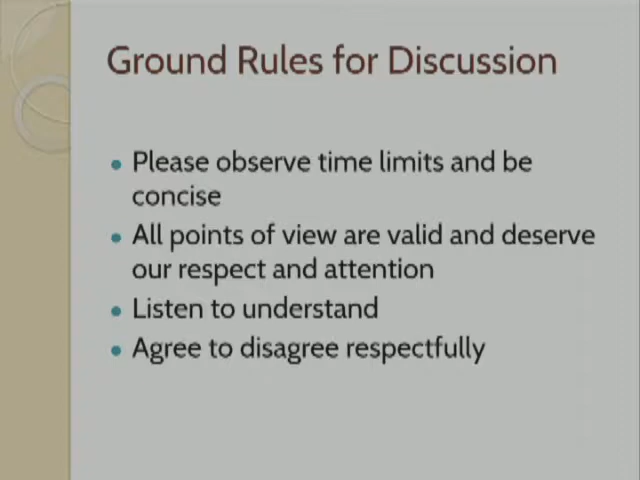 Ground Rules for Discussion
• Please observe time limits and be
concise
• All points of view are valid and deserve
our respect and attention
• Listen to understand
• Agree to disagree respectfully